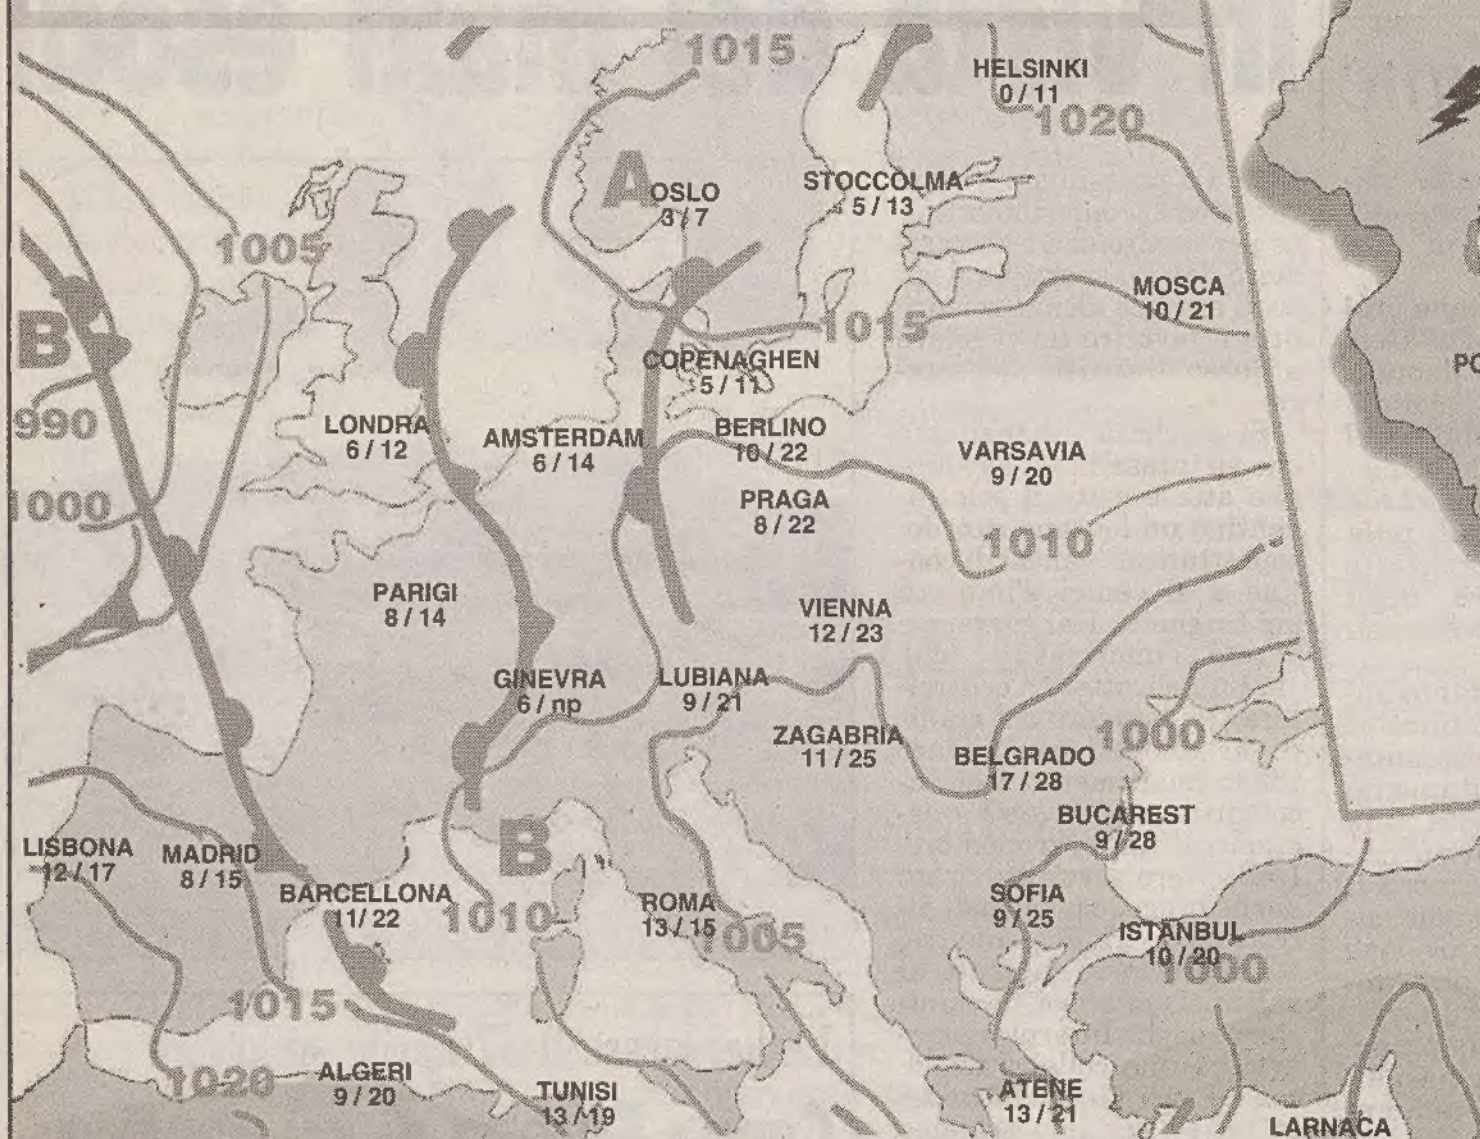 1015
HELSINKI
0 / 11
1020
A
OSLO
3 / 7
STOCCOLMA
5 / 13
1005
MOSCA
10 / 21
B
1015
COPENAGHEN
5 / 11
990
LONDRA
6 / 12
AMSTERDAM
6 / 14
BERLINO
10 / 22
VARSAVIA
9 / 20
1000
PRAGA
8 / 22
1010
PARIGI
8 / 14
VIENNA
12 / 23
GINEVRA
6 / np
LUBIANA
9 / 21
ZAGABRIA
11 / 25
1000
BELGRADO
17 / 28
BUCAREST
9 / 28
LISBONA
12 / 17
MADRID
8 / 15
B
BARCELLONA
11 / 22
1010
ROMA
13 / 15
1005
SOFIA
9 / 25
ISTANBUL
10 / 20
1000
1015
1020
ALGERI
9 / 20
TUNISI
13 / 19
ATENE
13 / 21
LARNACA